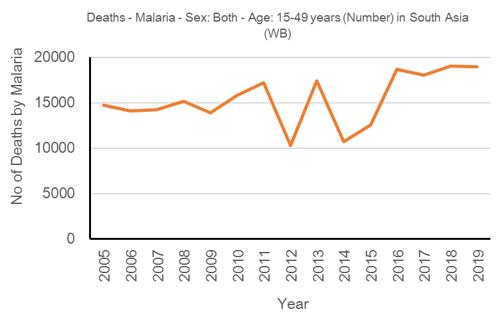 Deaths - Malaria - Sex: Both - Age: 15-49 years (Number) in South Asia
(WB)
No of Deaths by Malaria
20000
15000
10000
5000
0
2005 2006 2007 2008 2009 2010 2011 2012 2013 2014 2015 2016 2017 2018 2019
Year